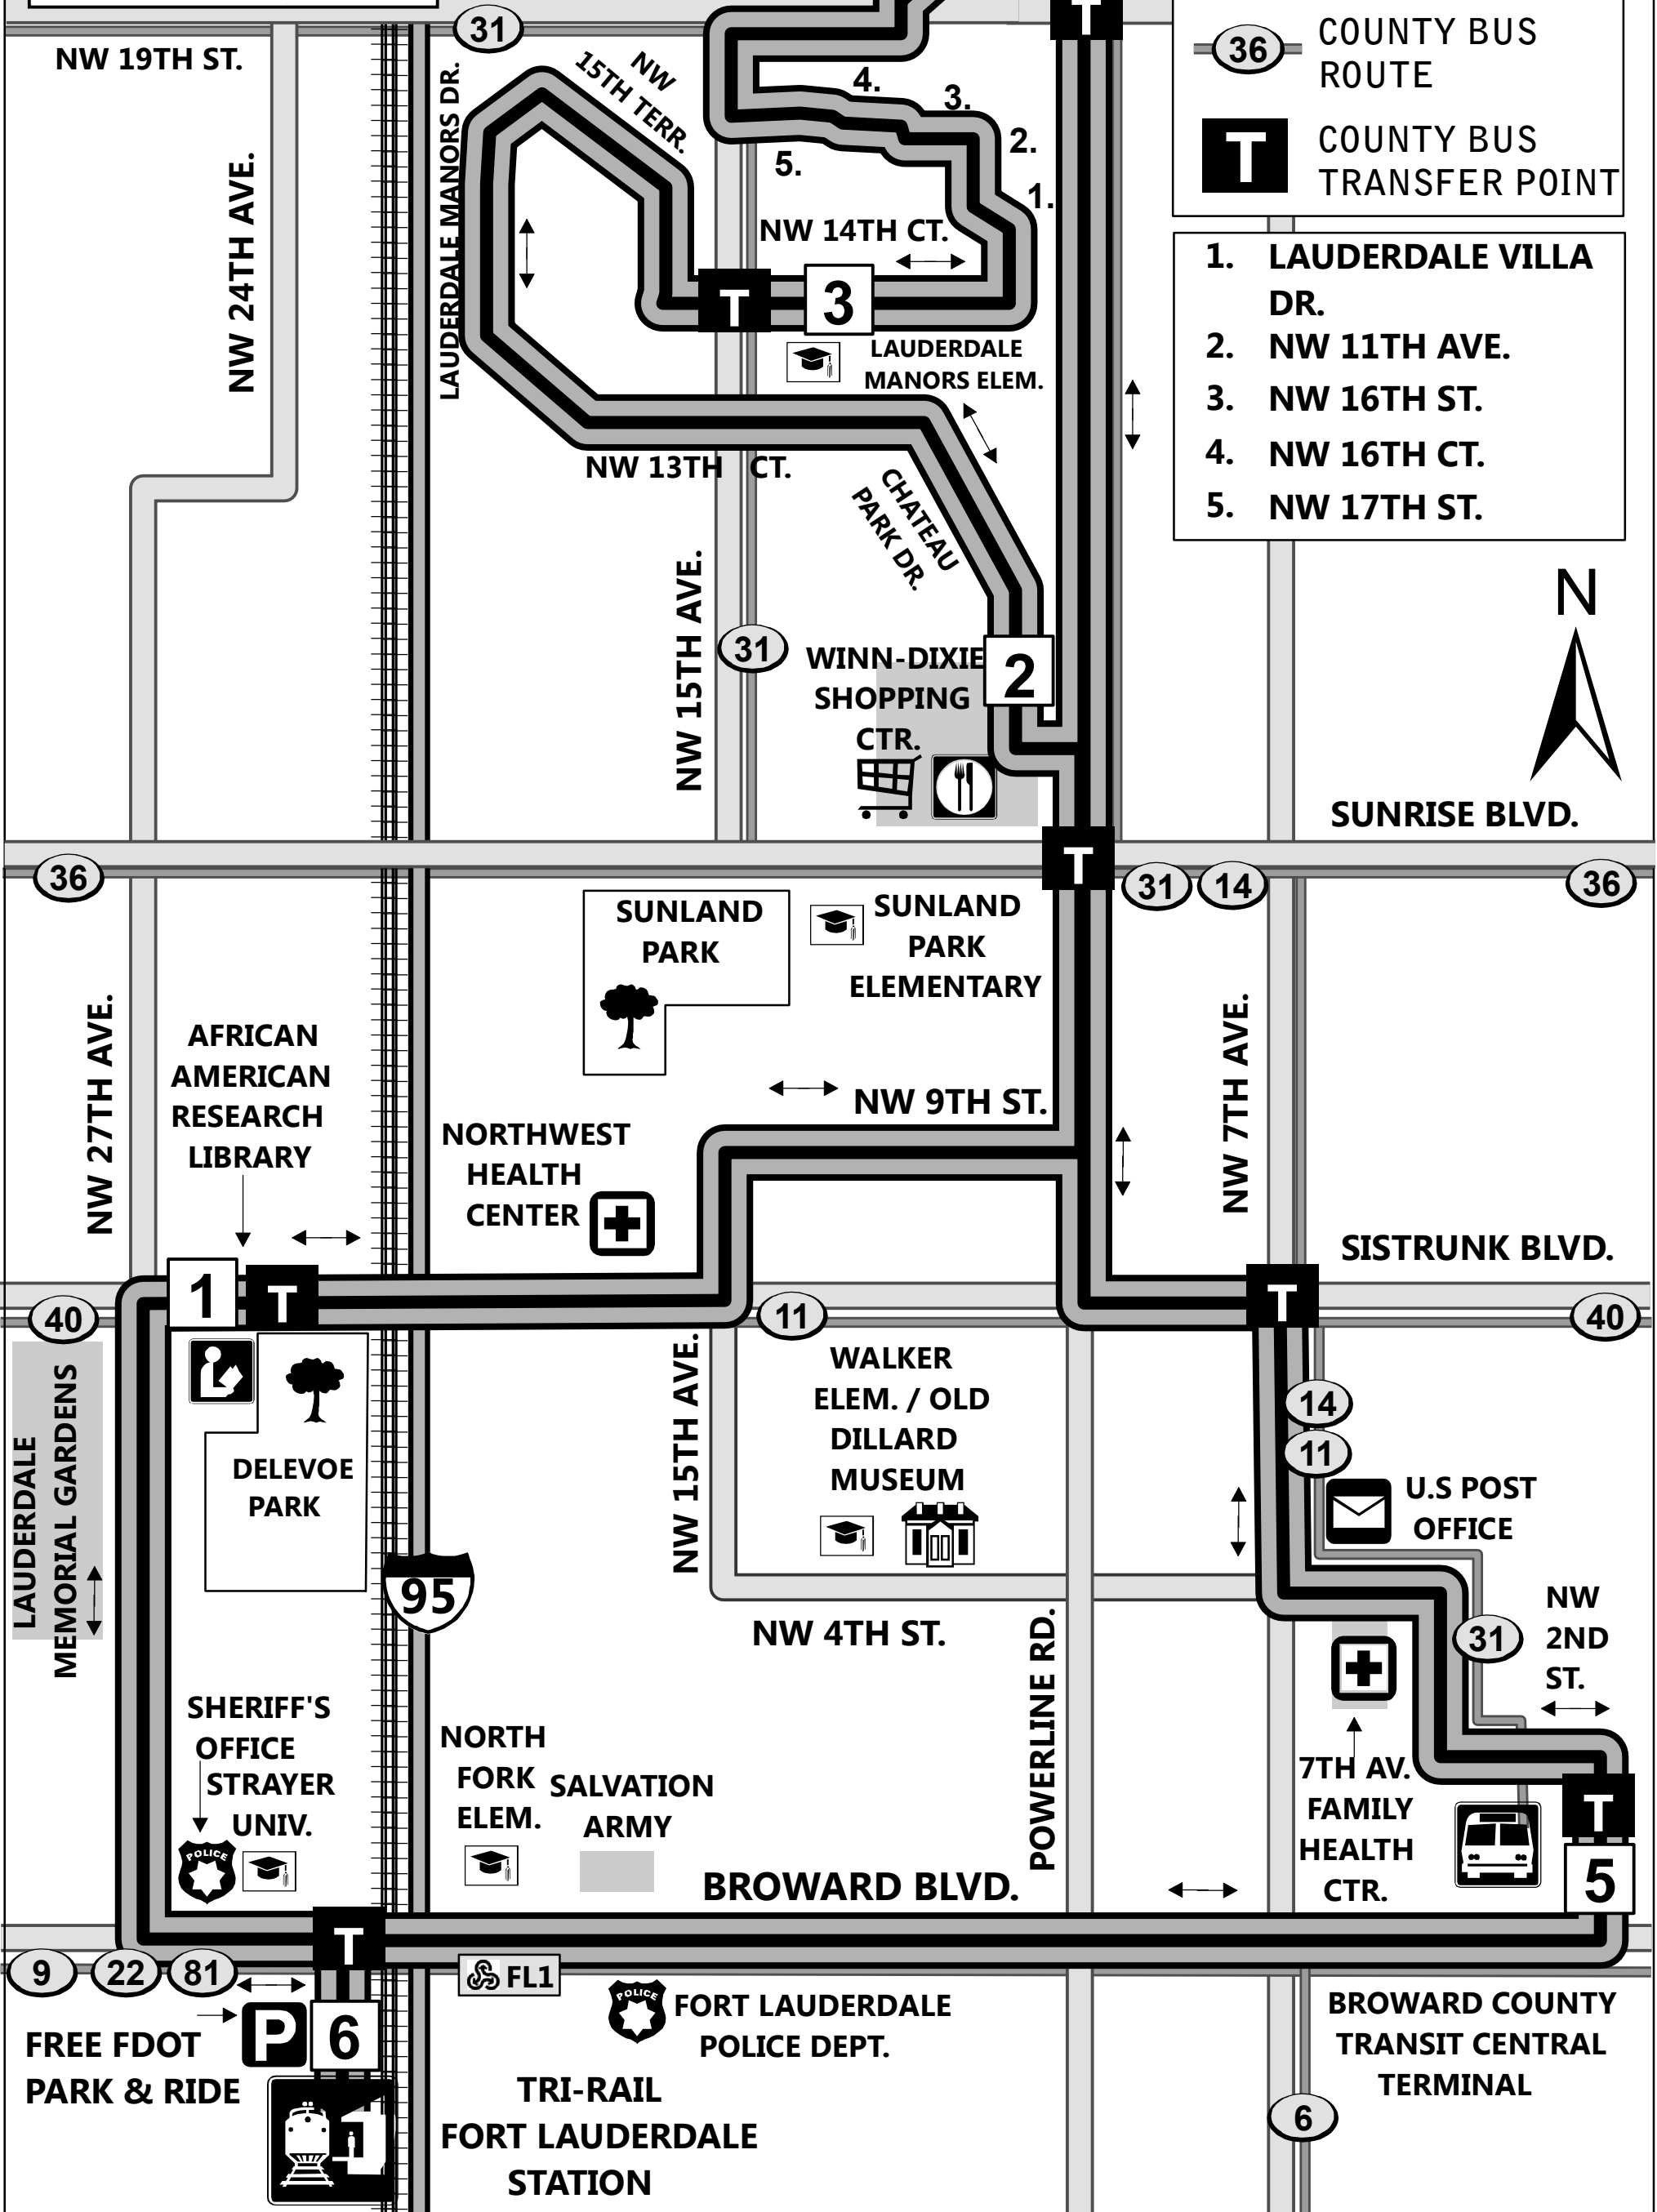 31
NW 19TH ST.
T
36
COUNTY BUS
ROUTE
T
COUNTY BUS
TRANSFER POINT
NW
15TH TERR.
LAUDERDALE MANORS DR.
NW 24TH AVE.
4.
3.
2.
5.
1.
NW 14TH CT.
T
3
LAUDERDALE
MANORS ELEM.
1. LAUDERDALE VILLA
DR.
2. NW 11TH AVE.
3. NW 16TH ST.
4. NW 16TH CT.
5. NW 17TH ST.
NW 13TH CT.
CHATEAU
PARK DR.
NW 15TH AVE.
31
N
WINN-DIXIE
SHOPPING
CTR.
2
SUNRISE BLVD.
36
T
31
14
36
SUNLAND
PARK
SUNLAND
PARK
ELEMENTARY
NW 27TH AVE.
AFRICAN
AMERICAN
RESEARCH
LIBRARY
NW 9TH ST.
NW 7TH AVE.
NORTHWEST
HEALTH
CENTER
SISTRUNK BLVD.
1
T
T
40
11
40
LAUDERDALE
MEMORIAL GARDENS
DELEVOE
PARK
NW 15TH AVE.
WALKER
ELEM. / OLD
DILLARD
MUSEUM
14
11
U.S POST
OFFICE
95
NW 4TH ST.
POWERLINE RD.
31
NW
2ND
ST.
SHERIFF'S
OFFICE
STRAYER
UNIV.
POLICE
NORTH
FORK
ELEM.
SALVATION
ARMY
7TH AV.
FAMILY
HEALTH
CTR.
T
5
BROWARD BLVD.
T
9
22
81
FL1
P
6
FREE FDOT
PARK & RIDE
POLICE
FORT LAUDERDALE
POLICE DEPT.
BROWARD COUNTY
TRANSIT CENTRAL
TERMINAL
TRI-RAIL
FORT LAUDERDALE
STATION
6